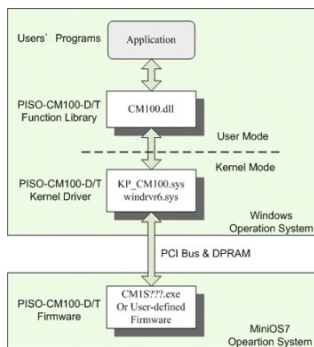 Users' Programs
Application
PISO-CM100-D/T
Function Library
CM100.dll
User Mode
Kernel Mode
PISO-CM100-D/T
Kernel Driver
KP_CM100.sys
windrvr6.sys
Windows
Operation System
PCI Bus & DPRAM
PISO-CM100-D/T
Firmware
CM1S???.exe
Or User-defined
Firmware
MiniOS7
Opeartion System